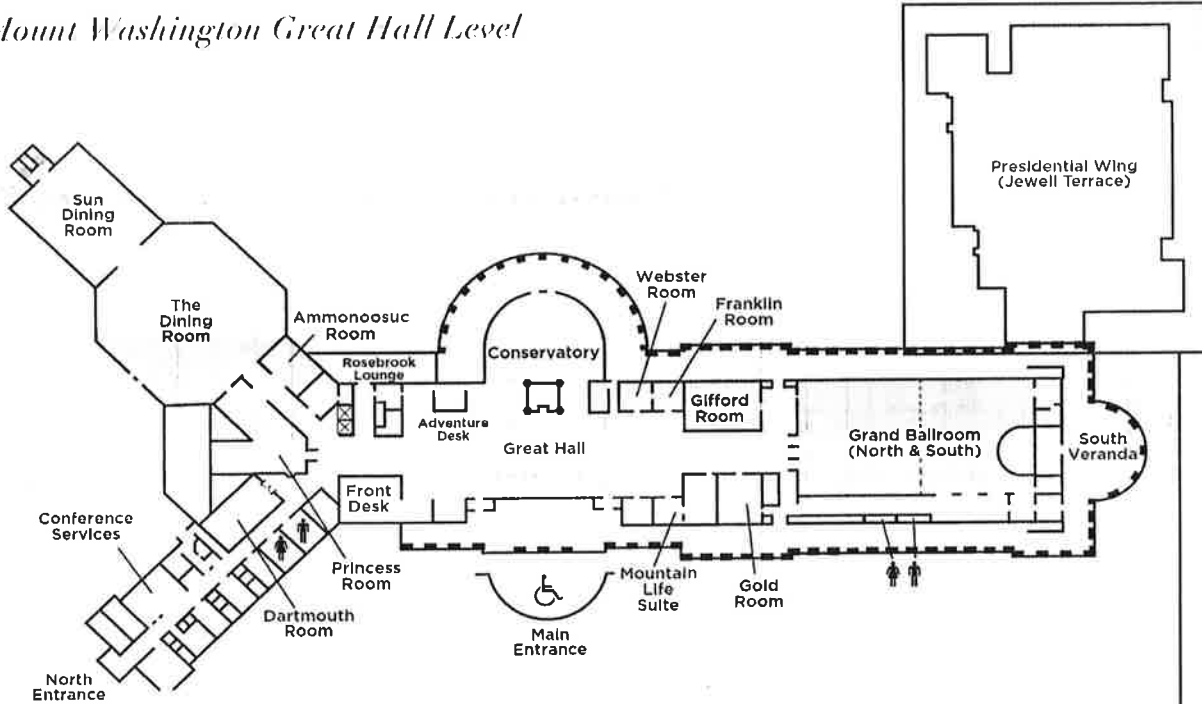 Mount Washington Great Hall Level
Presidential Wing
(Jewell Terrace)
Sun
Dining
Room
The
Dining
Room
Ammonoosuc
Room
Rosebrook
Lounge
Conservatory
Webster
Room
Franklin
Room
Adventure
Desk
Gifford
Room
Great Hall
Grand Ballroom
(North & South)
South
Veranda
Front
Desk
Conference
Services
Princess
Room
Dartmouth
Room
Mountain
Life
Suite
Gold
Room
Main
Entrance
North
Entrance